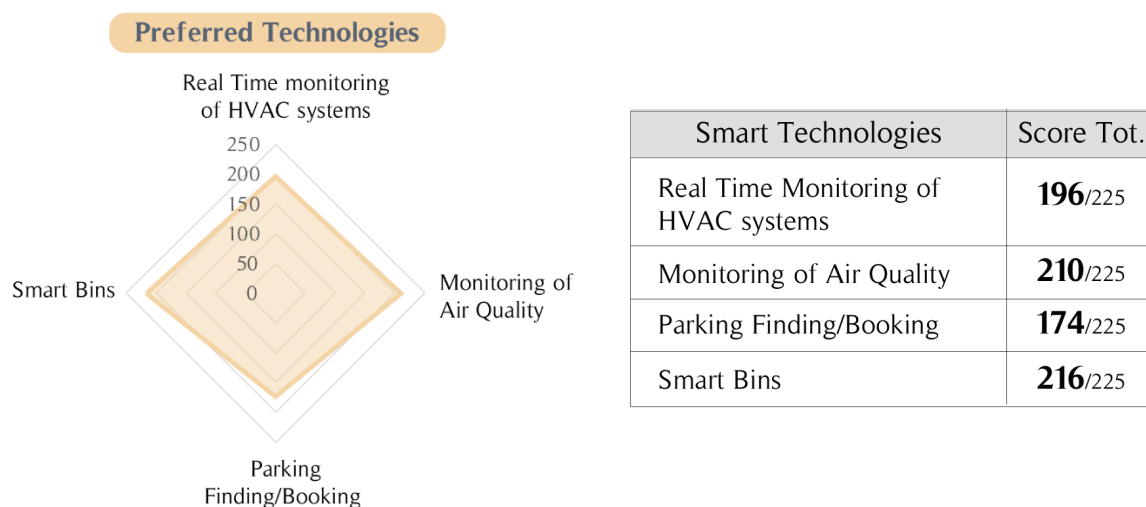 Preferred Technologies
Real Time monitoring
of HVAC systems
250
200
150
100
50
0
Smart Bins
Monitoring of
Air Quality
Parking
Finding/Booking
Smart Technologies Score Tot.
Real Time Monitoring of
HVAC systems
196/225
Monitoring of Air Quality 210/225
Parking Finding/Booking 174/225
Smart Bins 216/225